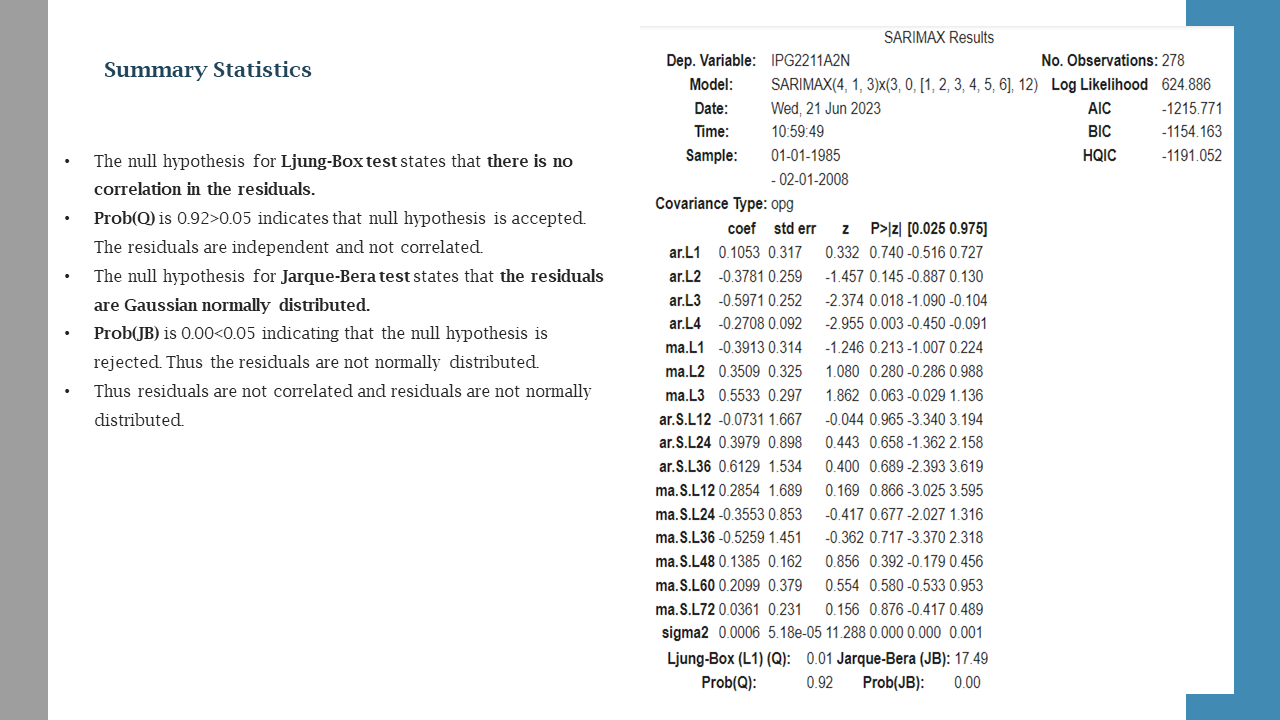 Summary Statistics
• The null hypothesis for Ljung-Box test states that there is no
correlation in the residuals.
• Prob(Q) is 0.92>0.05 indicates that null hypothesis is accepted.
The residuals are independent and not correlated.
• The null hypothesis for Jarque-Bera test states that the residuals
are Gaussian normally distributed.
• Prob(JB) is 0.00<0.05 indicating that the null hypothesis is
rejected. Thus the residuals are not normally distributed.
• Thus residuals are not correlated and residuals are not normally
distributed.
SARIMAX Results
Dep. Variable: IPG2211A2N No. Observations: 278
Model: SARIMAX(4, 1, 3)x(3, 0, [1, 2, 3, 4, 5, 6], 12) Log Likelihood 624.886
Date: Wed, 21 Jun 2023 AIC -1215.771
Time: 10:59:49 BIC -1154.163
Sample: 01-01-1985 HQIC -1191.052
- 02-01-2008
Covariance Type: opg
coef std err z P>|z| [0.025 0.975]
ar.L1 0.1053 0.317 0.332 0.740 -0.516 0.727
ar.L2 -0.3781 0.259 -1.457 0.145 -0.887 0.130
ar.L3 -0.5971 0.252 -2.374 0.018 -1.090 -0.104
ar.L4 -0.2708 0.092 -2.955 0.003 -0.450 -0.091
ma.L1 -0.3913 0.314 -1.246 0.213 -1.007 0.224
ma.L2 0.3509 0.325 1.080 0.280 -0.286 0.988
ma.L3 0.5533 0.297 1.862 0.063 -0.029 1.136
ar.S.L12 -0.0731 1.667 -0.044 0.965 -3.340 3.194
ar.S.L24 0.3979 0.898 0.443 0.658 -1.362 2.158
ar.S.L36 0.6129 1.534 0.400 0.689 -2.393 3.619
ma.S.L12 0.2854 1.689 0.169 0.866 -3.025 3.595
ma.S.L24 -0.3553 0.853 -0.417 0.677 -2.027 1.316
ma.S.L36 -0.5259 1.451 -0.362 0.717 -3.370 2.318
ma.S.L48 0.1385 0.162 0.856 0.392 -0.179 0.456
ma.S.L60 0.2099 0.379 0.554 0.580 -0.533 0.953
ma.S.L72 0.0361 0.231 0.156 0.876 -0.417 0.489
sigma2 0.0006 5.18e-05 11.288 0.000 0.000 0.001
Ljung-Box (L1) (Q): 0.01 Jarque-Bera (JB): 17.49
Prob(Q): 0.92 Prob(JB): 0.00